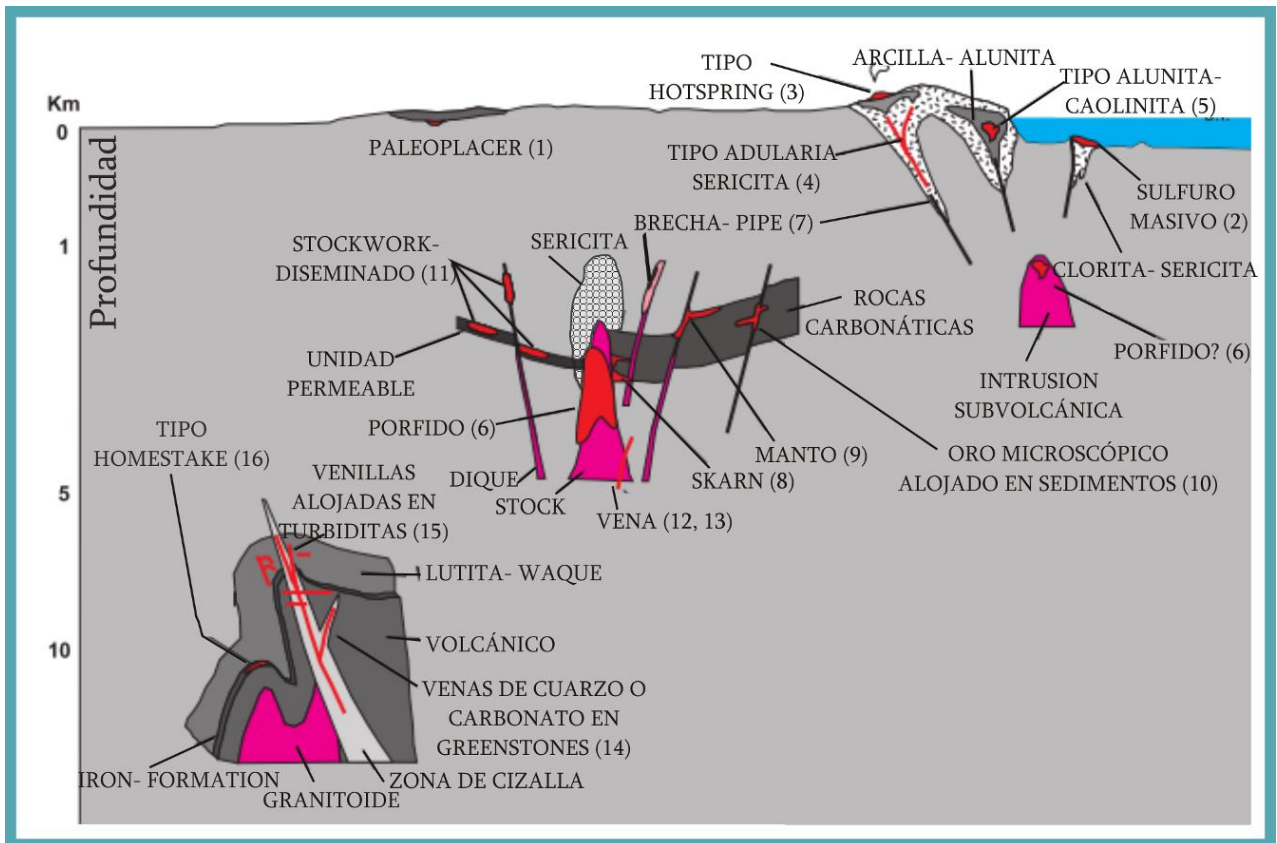 TIPO
HOTSPRING (3)
ARCILLA- ALUNITA
TIPO ALUNITA-
CAOLINITA (5)
Km
0
1
5
10
Profundidad
PALEOPLACER (1)
TIPO ADULARIA
SERICITA (4)
SULFURO
MASIVO (2)
BRECHA- PIPE (7)
STOCKWORK-
DISEMINADO (11)
SERICITA
CLORITA- SERICITA
ROCAS
CARBONÁTICAS
UNIDAD
PERMEABLE
PORFIDO? (6)
INTRUSION
SUBVOLCÁNICA
PORFIDO (6)
MANTO (9)
ORO MICROSCÓPICO
ALOJADO EN SEDIMENTOS (10)
SKARN (8)
DIQUE
STOCK
VENA (12, 13)
TIPO
HOMESTAKE (16)
VENILLAS
ALOJADAS EN
TURBIDITAS (15)
LUTITA- WAQUE
VOLCÁNICO
VENAS DE CUARZO O
CARBONATO EN
GREENSTONES (14)
IRON- FORMATION
GRANITOIDE
ZONA DE CIZALLA